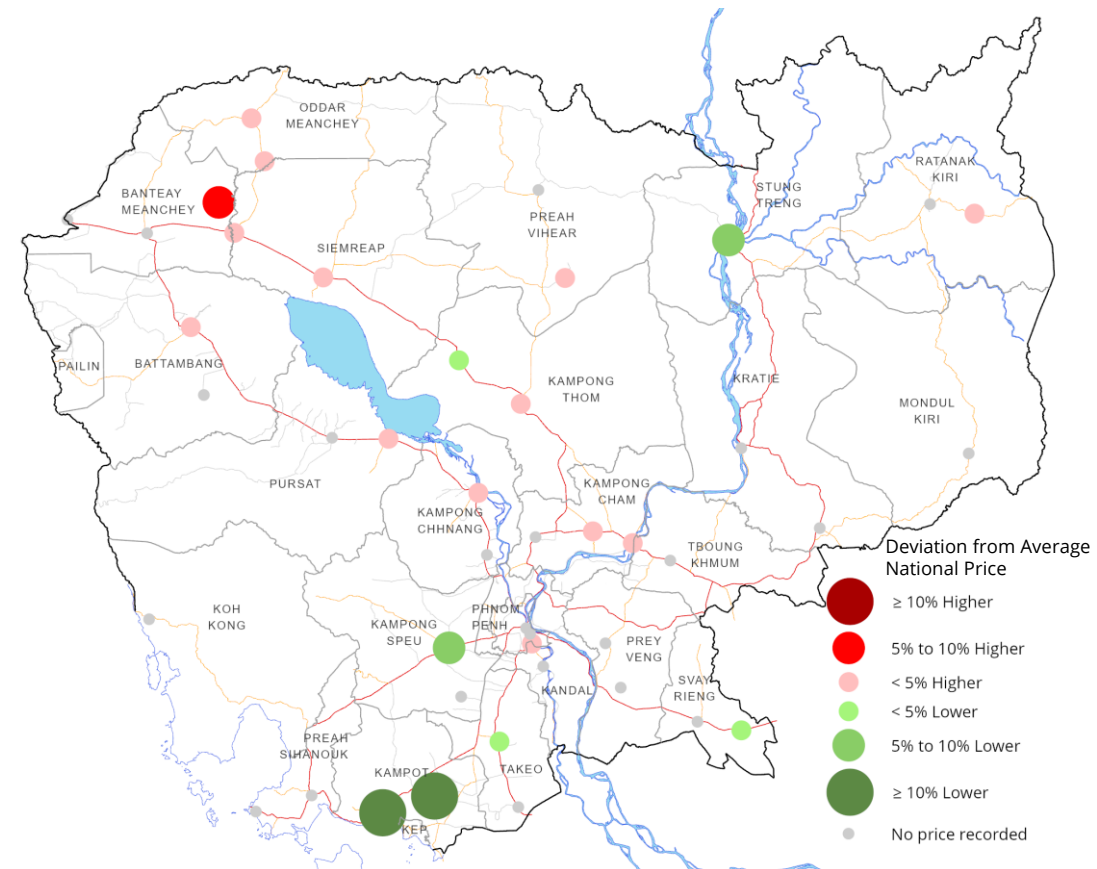 ODDAR
MEANCHEY
RATANAK
KIRI
BANTEAY
MEANCHEY
STUNG
TRENG
PREAH
VIHEAR
SIEMREAP
PAILIN
BATTAMBANG
KAMPONG
THOM
KRATIE
MONDUL
KIRI
PURSAT
KAMPONG
CHAM
KAMPONG
CHHNANG
TBOUNG
KHMUM
KOH
KONG
KAMPONG
SPEU
PHNOM
PENH
PREY
VENG
SVAY
RIENG
KANDAL
PREAH
SIHANOUK
KAMPOT
TAKEO
KEP
Deviation from Average
National Price
≥ 10% Higher
5% to 10% Higher
< 5% Higher
< 5% Lower
5% to 10% Lower
≥ 10% Lower
No price recorded